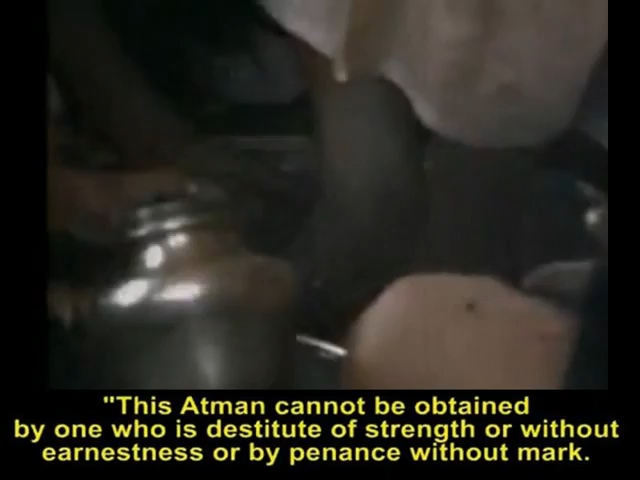 "This Atman cannot be obtained
by one who is destitute of strength or without
earnestness or by penance without mark.